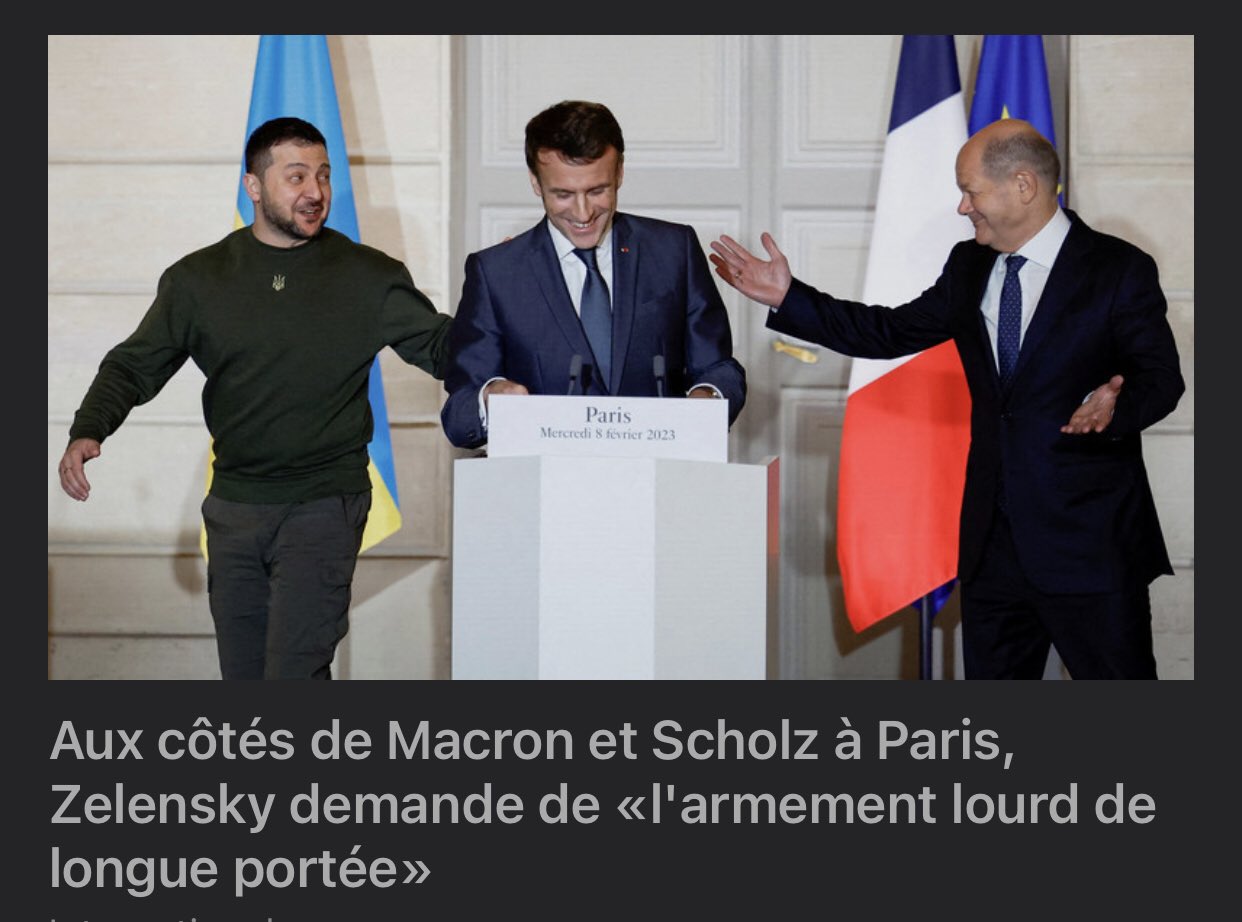 Paris
Mercredi 8 février 2023
Aux côtés de Macron et Scholz à Paris,
Zelensky demande de «l'armement lourd de
longue portée»